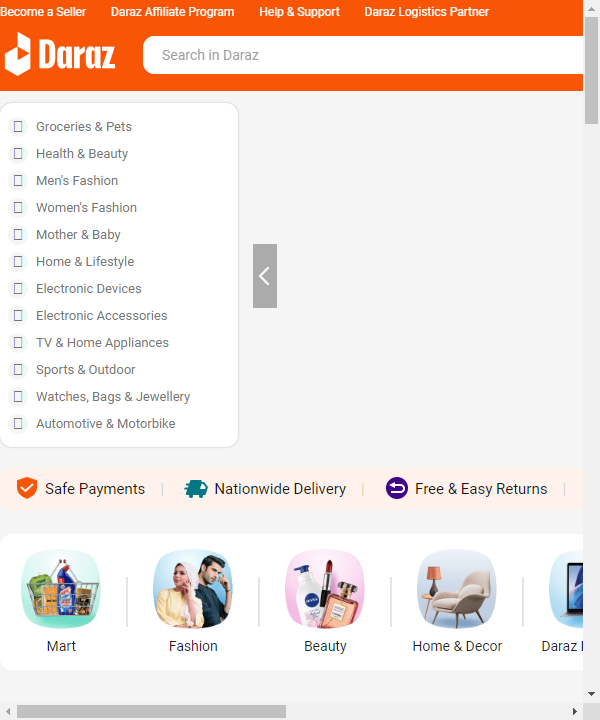 Become a Seller Daraz Affiliate Program Help & Support Daraz Logistics Partner
Daraz
Search in Daraz
Groceries & Pets
Health & Beauty
Men's Fashion
Women's Fashion
Mother & Baby
Home & Lifestyle
Electronic Devices
Electronic Accessories
TV & Home Appliances
Sports & Outdoor
Watches, Bags & Jewellery
Automotive & Motorbike
Safe Payments Nationwide Delivery Free & Easy Returns
Mart Fashion Beauty Home & Decor Daraz